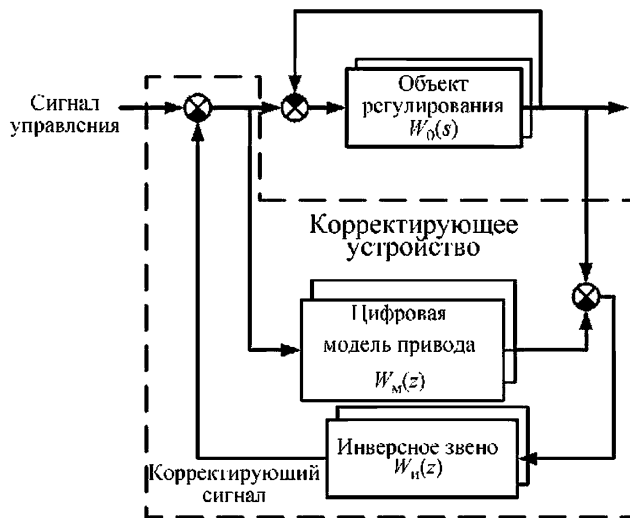 Сигнал
управления
Объект
регулирования
W₀(s)
Корректирующее
устройство
Цифровая
модель привода
Wм(z)
Инверсное звено
Wи(z)
Корректирующий
сигнал